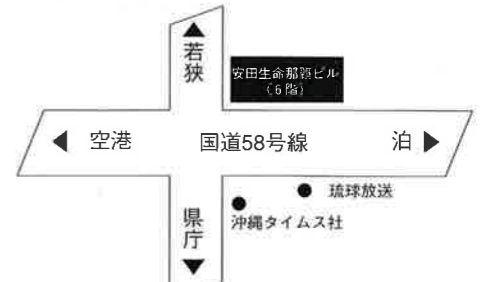 ▲
若狭
安田生命那覇ビル
(6階)
◀ 空港 国道58号線 泊 ▶
● 琉球放送
● 沖縄タイムス社
県庁
▼